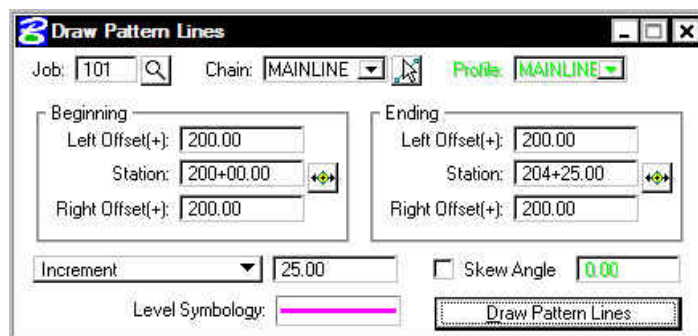 Draw Pattern Lines
Job: 101 Chain: MAINLINE Profile: MAINLINE
Beginning Ending
Left Offset(+): 200.00 Left Offset(+): 200.00
Station: 200+00.00 Station: 204+25.00
Right Offset(+): 200.00 Right Offset(+): 200.00
Increment 25.00 Skew Angle 0.00
Level Symbology: Draw Pattern Lines